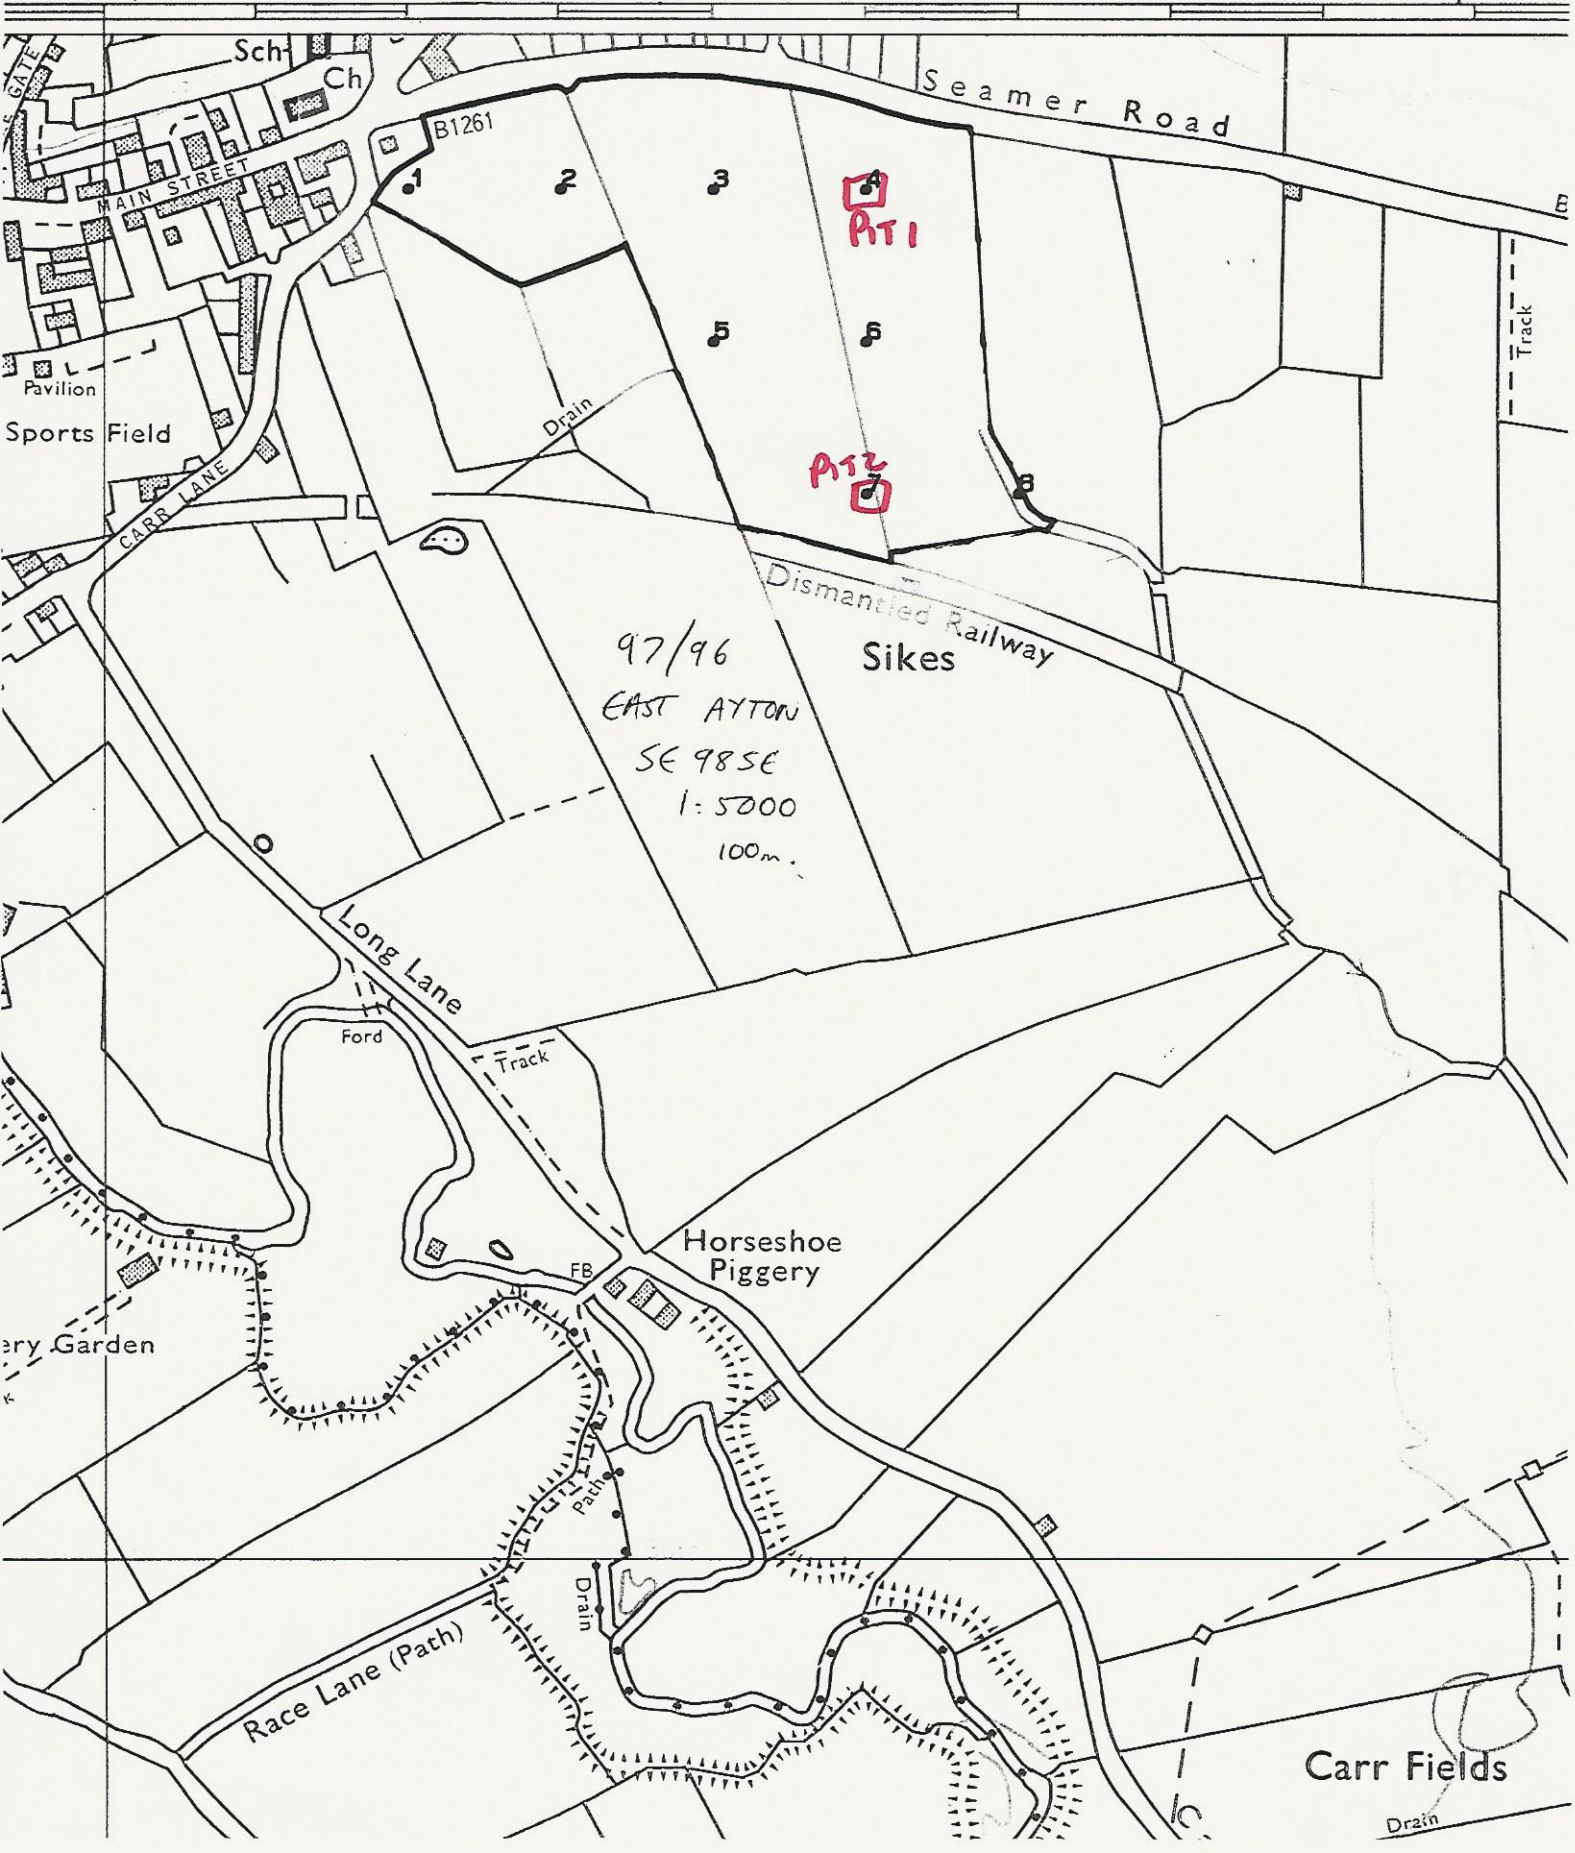 Sch
Ch
GATE
Seamer Road
B1261
MAIN STREET
1
2
3
4
PIT 1
B
Track
5
6
Pavilion
Drain
Sports Field
PIT 2
7
8
CARR LANE
Dismantled Railway
Sikes
97/96
EAST AYTON
SE 98SE
1:5000
100m.
Long Lane
Ford
Track
Horseshoe
Piggery
FB
ery Garden
Path
Drain
Race Lane (Path)
Carr Fields
Drain